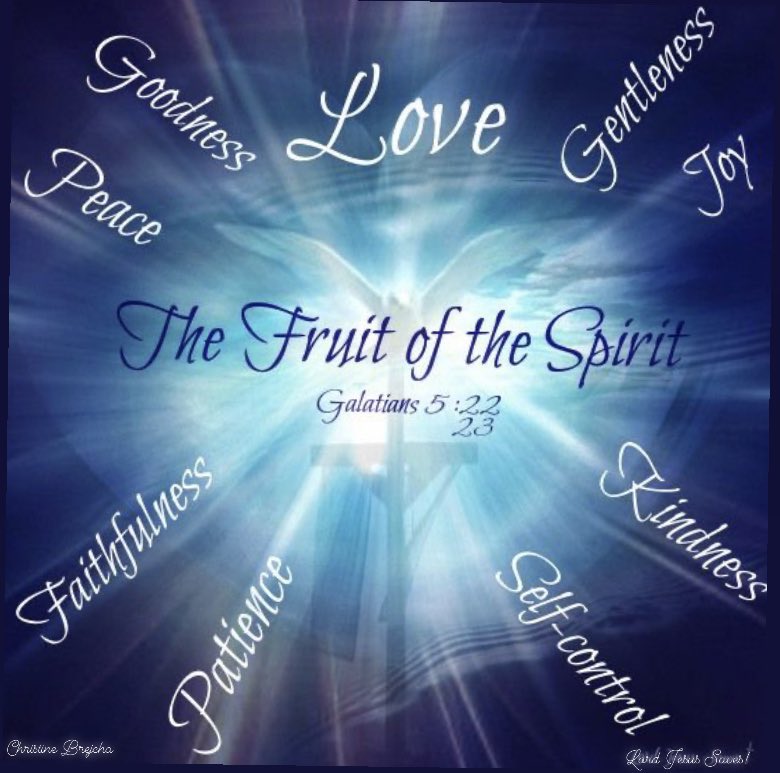 Goodness
Love
Gentleness
Peace
Joy
The Fruit of the Spirit
Galatians 5 :22
23
Faithfulness
Kindness
Patience
Self-control
Christine Brejcha
Lord Jesus Saves!